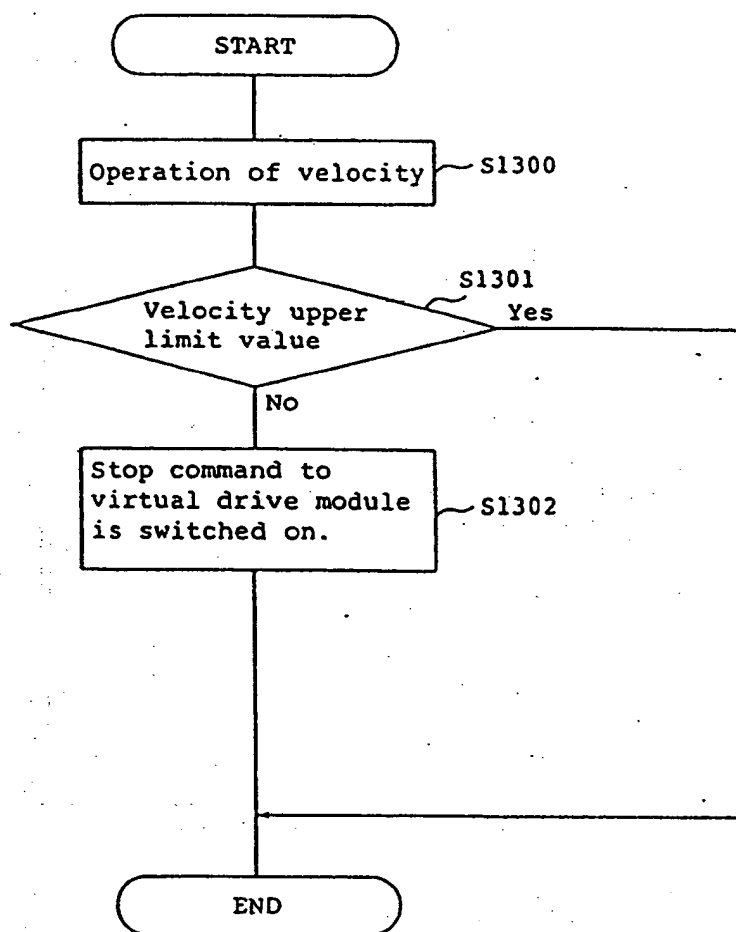 START
Operation of velocity
S1300
S1301
Velocity upper
limit value
Yes
No
Stop command to
virtual drive module
is switched on.
S1302
END